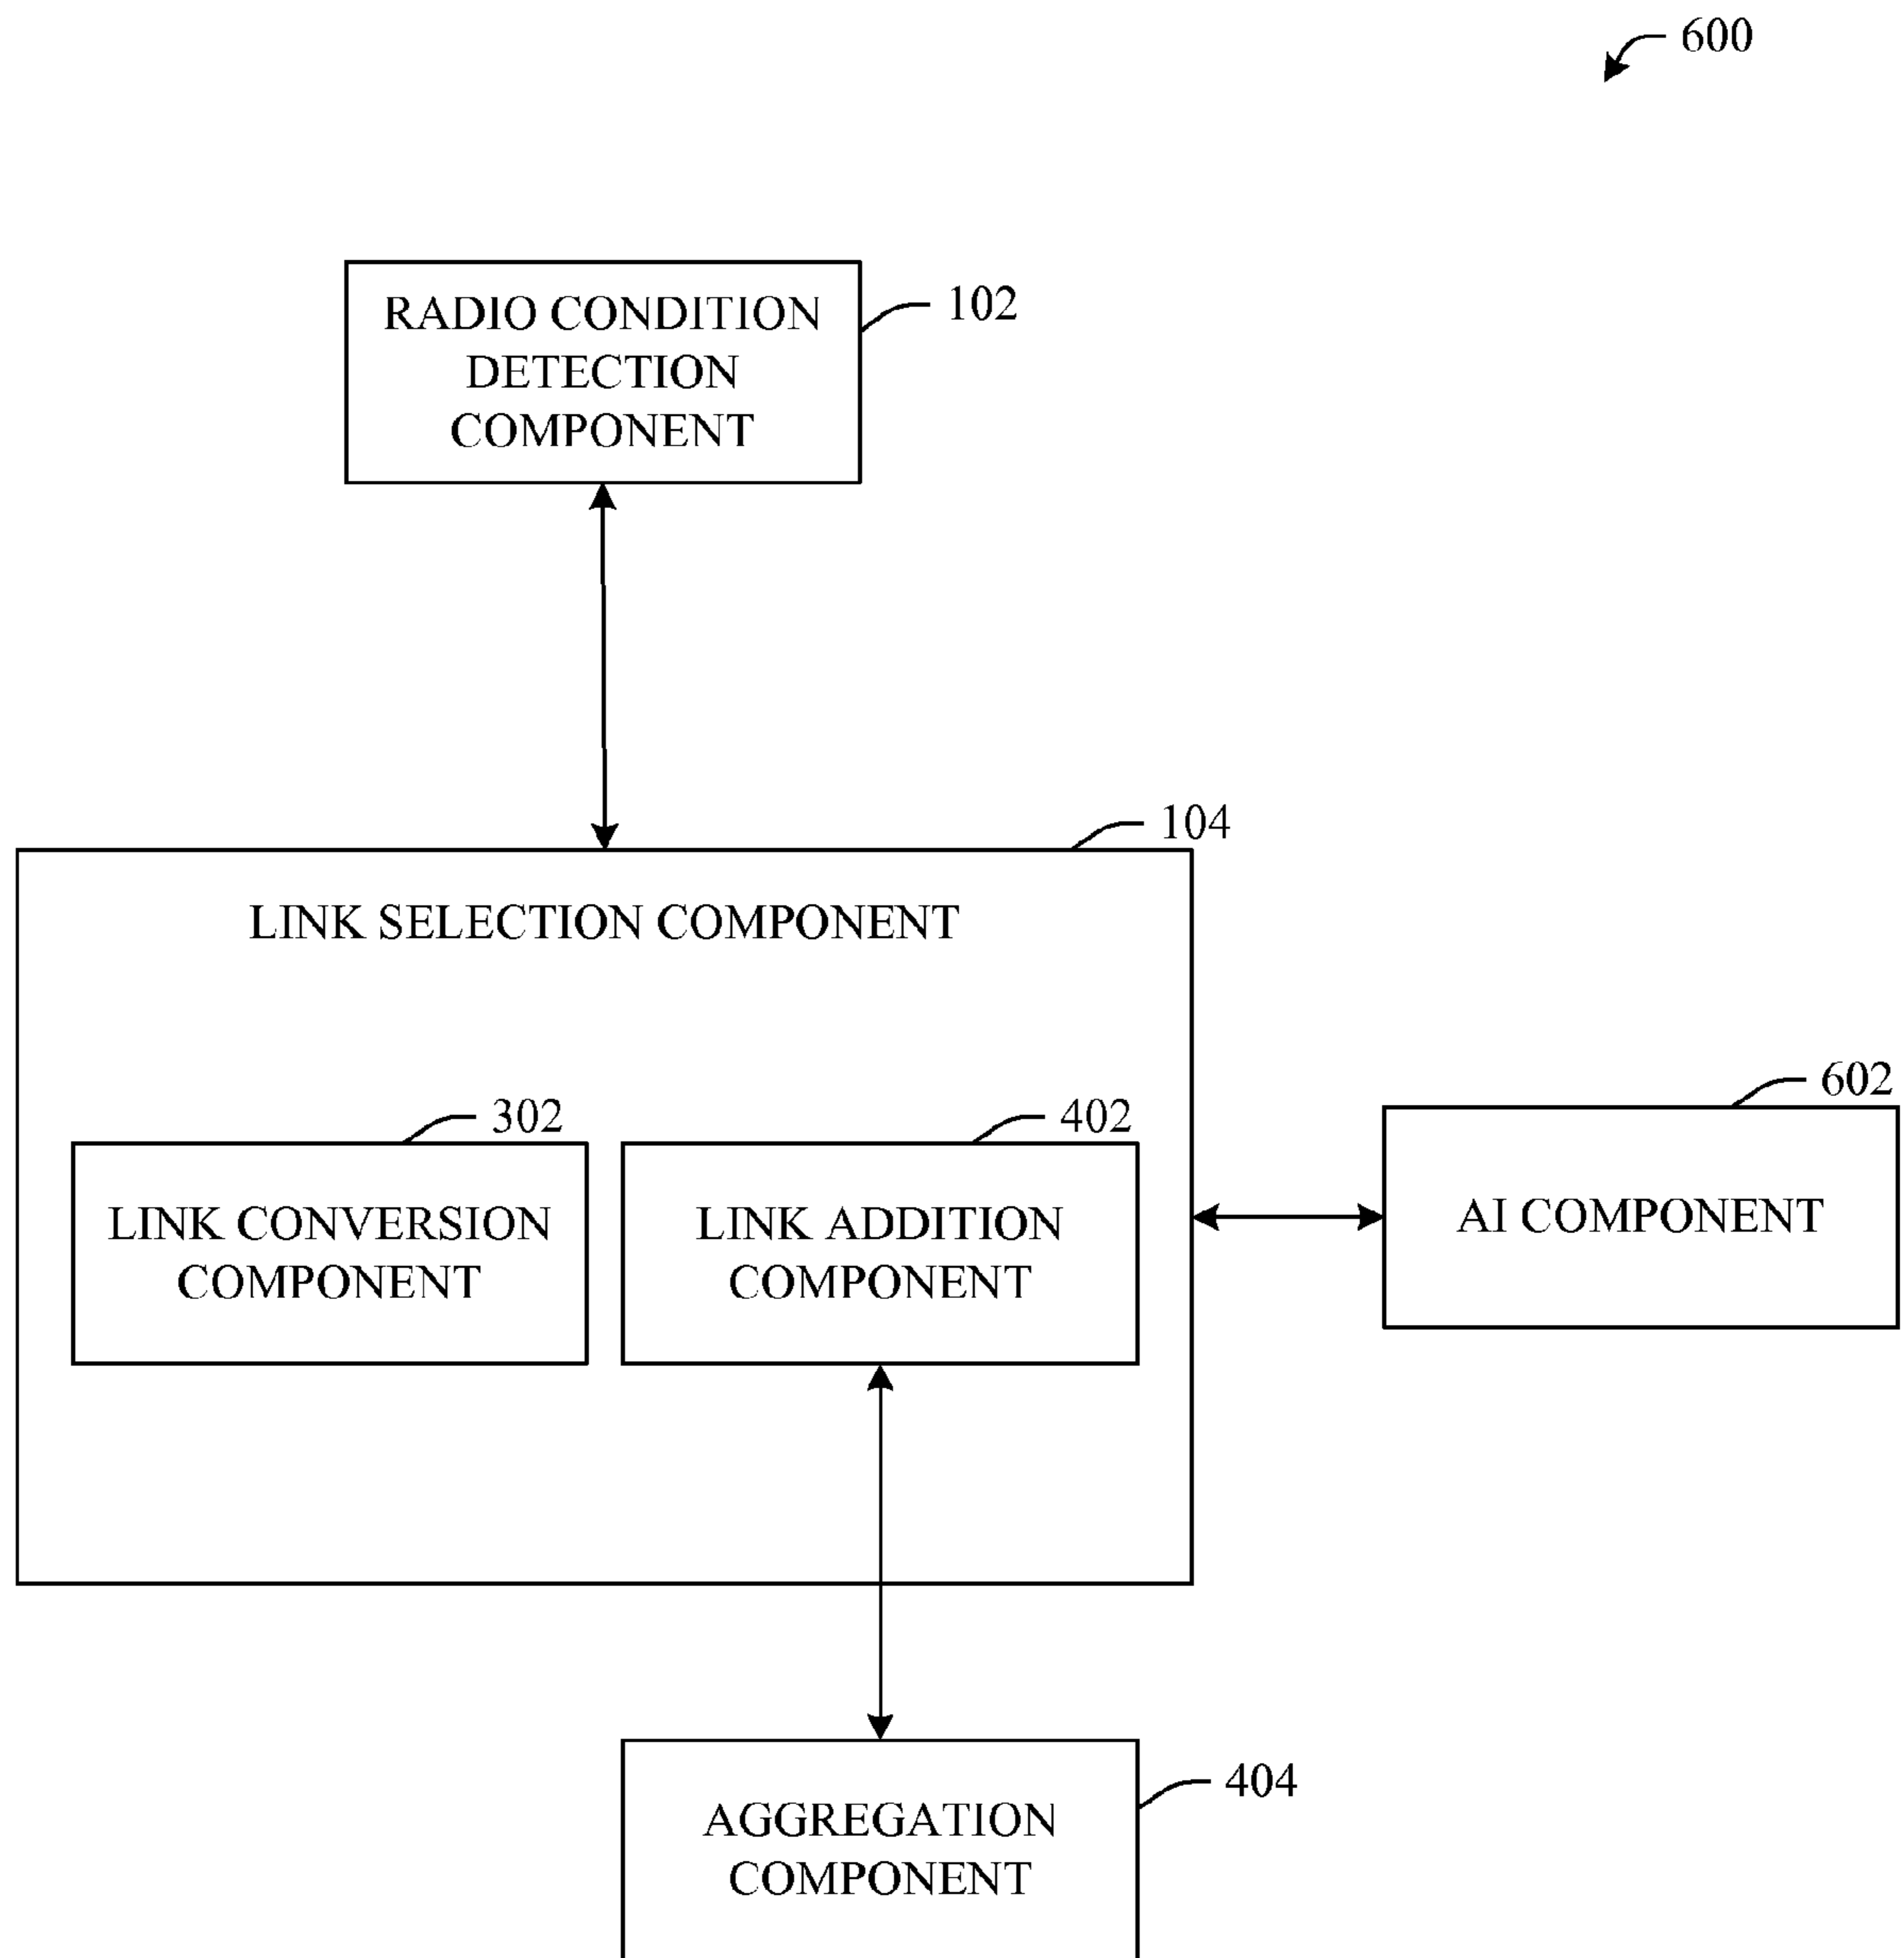 600
RADIO CONDITION
DETECTION
COMPONENT
102
104
LINK SELECTION COMPONENT
302
LINK CONVERSION
COMPONENT
402
LINK ADDITION
COMPONENT
602
AI COMPONENT
AGGREGATION
COMPONENT
404